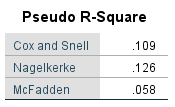 Pseudo R-Square
Cox and Snell .109
Nagelkerke .126
McFadden .058